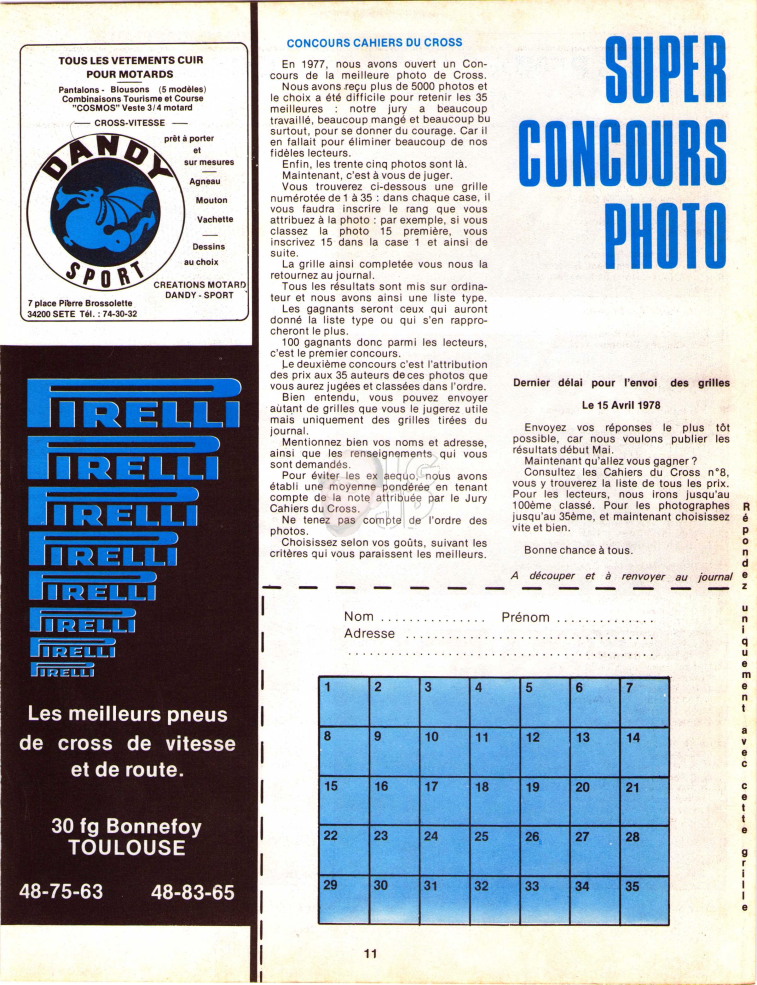 TOUS LES VETEMENTS CUIR
POUR MOTARDS
Pantalons - Blousons (5 modèles)
Combinaisons Tourisme et Course
"COSMOS" Veste 3/4 motard
CROSS-VITESSE
DANDY
SPORT
prêt à porter
et
sur mesures
Agneau
Mouton
Vachette
Dessins
au choix
CREATIONS MOTARD
DANDY - SPORT
7 place Pierre Brossolette
34200 SETE Tél. : 74-30-32
PIRELLI
PIRELLI
PIRELLI
PIRELLI
PIRELLI
PIRELLI
PIRELLI
PIRELLI
Les meilleurs pneus
de cross de vitesse
et de route.
30 fg Bonnefoy
TOULOUSE
48-75-63 48-83-65
CONCOURS CAHIERS DU CROSS
En 1977, nous avons ouvert un Con-
cours de la meilleure photo de Cross.
Nous avons reçu plus de 5000 photos et
le choix a été difficile pour retenir les 35
meilleures : notre jury a beaucoup
travaillé, beaucoup mangé et beaucoup bu
surtout, pour se donner du courage. Car il
en fallait pour éliminer beaucoup de nos
fidèles lecteurs.
Enfin, les trente cinq photos sont là.
Maintenant, c'est à vous de juger.
Vous trouverez ci-dessous une grille
numérotée de 1 à 35 : dans chaque case, il
vous faudra inscrire le rang que vous
attribuez à la photo : par exemple, si vous
classez la photo 15 première, vous
inscrivez 15 dans la case 1 et ainsi de
suite.
La grille ainsi completée vous nous la
retournez au journal.
Tous les résultats sont mis sur ordina-
teur et nous avons ainsi une liste type.
Les gagnants seront ceux qui auront
donné la liste type ou qui s'en rappro-
cheront le plus.
100 gagnants donc parmi les lecteurs,
c'est le premier concours.
Le deuxième concours c'est l'attribution
des prix aux 35 auteurs de ces photos que
vous aurez jugées et classées dans l'ordre.
Bien entendu, vous pouvez envoyer
autant de grilles que vous le jugerez utile
mais uniquement des grilles tirées du
journal.
Mentionnez bien vos noms et adresse,
ainsi que les renseignements qui vous
sont demandés.
Pour éviter les ex aequo, nous avons
établi une moyenne pondérée en tenant
compte de la note attribuée par le Jury
Cahiers du Cross.
Ne tenez pas compte de l'ordre des
photos.
Choisissez selon vos goûts, suivant les
critères qui vous paraissent les meilleurs.
SUPER
CONCOURS
PHOTO
Dernier délai pour l'envoi des grilles
Le 15 Avril 1978
Envoyez vos réponses le plus tôt
possible, car nous voulons publier les
résultats début Mai.
Maintenant qu'allez vous gagner ?
Consultez les Cahiers du Cross n°8,
vous y trouverez la liste de tous les prix.
Pour les lecteurs, nous irons jusqu'au
100ème classé. Pour les photographes
jusqu'au 35ème, et maintenant choisissez
vite et bien.
Bonne chance à tous.
A découper et à renvoyer au journal
Nom ............... Prénom ..............
Adresse ....................................
............................................
1 2 3 4 5 6 7
8 9 10 11 12 13 14
15 16 17 18 19 20 21
22 23 24 25 26 27 28
29 30 31 32 33 34 35
Répondez uniquement avec cette grille
11